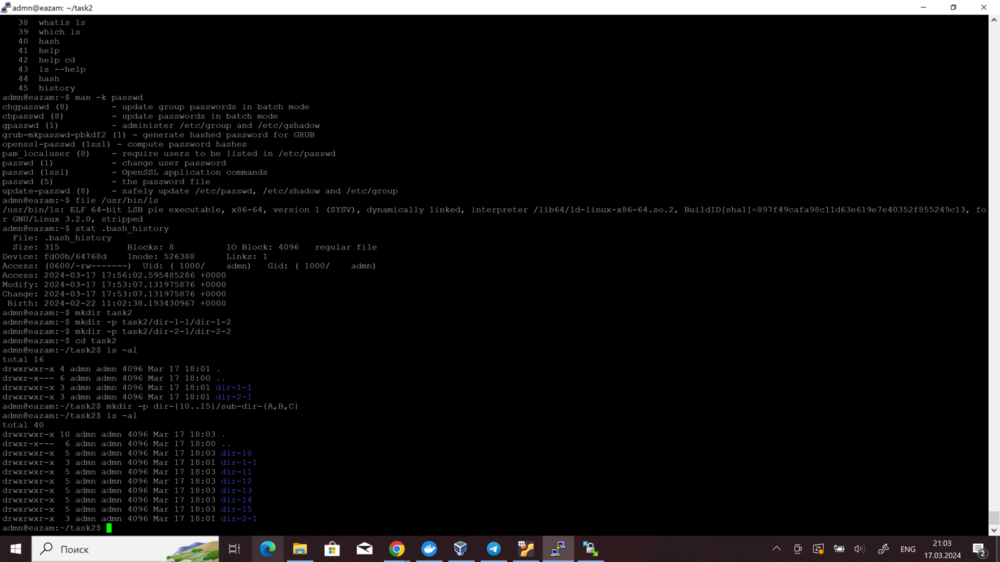 admn@eazam: ~/task2
38 whatis ls
39 which ls
40 hash
41 help
42 help cd
43 ls --help
44 hash
45 history
admn@eazam:~$ man -k passwd
chgpasswd (8) - update group passwords in batch mode
chpasswd (8) - update passwords in batch mode
gpasswd (1) - administer /etc/group and /etc/gshadow
grub-mkpasswd-pbkdf2 (1) - generate hashed password for GRUB
openssl-passwd (1ssl) - compute password hashes
pam_localuser (8) - require users to be listed in /etc/passwd
passwd (1) - change user password
passwd (1ssl) - OpenSSL application commands
passwd (5) - the password file
update-passwd (8) - safely update /etc/passwd, /etc/shadow and /etc/group
admn@eazam:~$ file /usr/bin/ls
/usr/bin/ls: ELF 64-bit LSB pie executable, x86-64, version 1 (SYSV), dynamically linked, interpreter /lib64/ld-linux-x86-64.so.2, BuildID[sha1]=897f49cafa98c11d63e619e7e40352f855249c13, fo
r GNU/Linux 3.2.0, stripped
admn@eazam:~$ stat .bash_history
File: .bash_history
Size: 315 Blocks: 8 IO Block: 4096 regular file
Device: fd00h/64768d Inode: 526388 Links: 1
Access: (0600/-rw-------) Uid: ( 1000/ admn) Gid: ( 1000/ admn)
Access: 2024-03-17 17:56:02.595485286 +0000
Modify: 2024-03-17 17:53:07.131975876 +0000
Change: 2024-03-17 17:53:07.131975876 +0000
Birth: 2024-02-22 11:02:38.193430967 +0000
admn@eazam:~$ mkdir task2
admn@eazam:~$ mkdir -p task2/dir-1-1/dir-1-2
admn@eazam:~$ mkdir -p task2/dir-2-1/dir-2-2
admn@eazam:~$ cd task2
admn@eazam:~/task2$ ls -al
total 16
drwxrwxr-x 4 admn admn 4096 Mar 17 18:01 .
drwxr-x--- 6 admn admn 4096 Mar 17 18:00 ..
drwxrwxr-x 3 admn admn 4096 Mar 17 18:01 dir-1-1
drwxrwxr-x 3 admn admn 4096 Mar 17 18:01 dir-2-1
admn@eazam:~/task2$ mkdir -p dir-{10..15}/sub-dir-{A,B,C}
admn@eazam:~/task2$ ls -al
total 40
drwxrwxr-x 10 admn admn 4096 Mar 17 18:03 .
drwxr-x--- 6 admn admn 4096 Mar 17 18:00 ..
drwxrwxr-x 5 admn admn 4096 Mar 17 18:03 dir-10
drwxrwxr-x 3 admn admn 4096 Mar 17 18:01 dir-1-1
drwxrwxr-x 5 admn admn 4096 Mar 17 18:03 dir-11
drwxrwxr-x 5 admn admn 4096 Mar 17 18:03 dir-12
drwxrwxr-x 5 admn admn 4096 Mar 17 18:03 dir-13
drwxrwxr-x 5 admn admn 4096 Mar 17 18:03 dir-14
drwxrwxr-x 5 admn admn 4096 Mar 17 18:03 dir-15
drwxrwxr-x 3 admn admn 4096 Mar 17 18:01 dir-2-1
admn@eazam:~/task2$
Поиск
64
ENG
21:03
17.03.2024
2